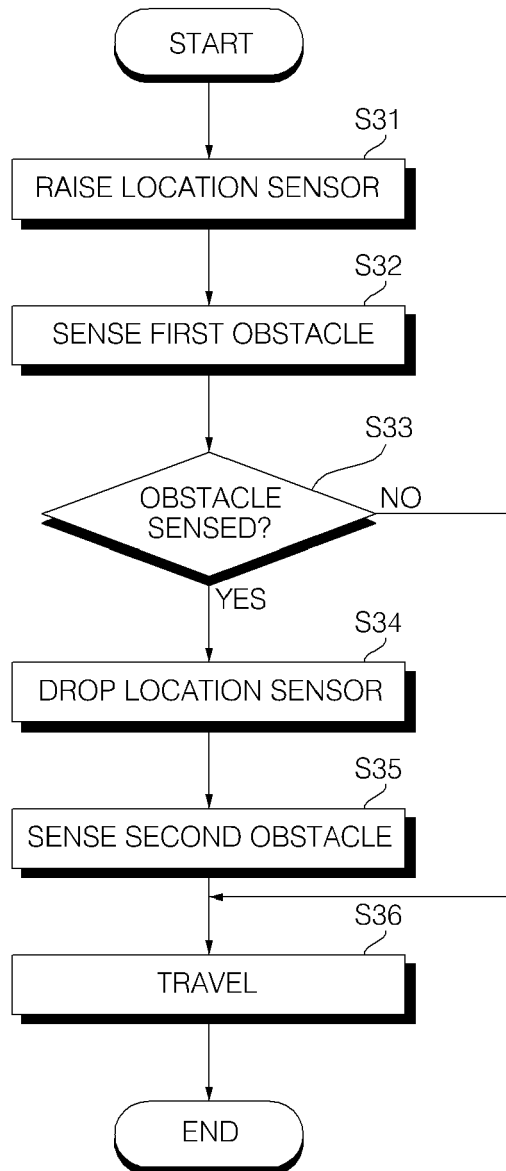 START
S31
RAISE LOCATION SENSOR
S32
SENSE FIRST OBSTACLE
S33
OBSTACLE
SENSED?
NO
YES
S34
DROP LOCATION SENSOR
S35
SENSE SECOND OBSTACLE
S36
TRAVEL
END